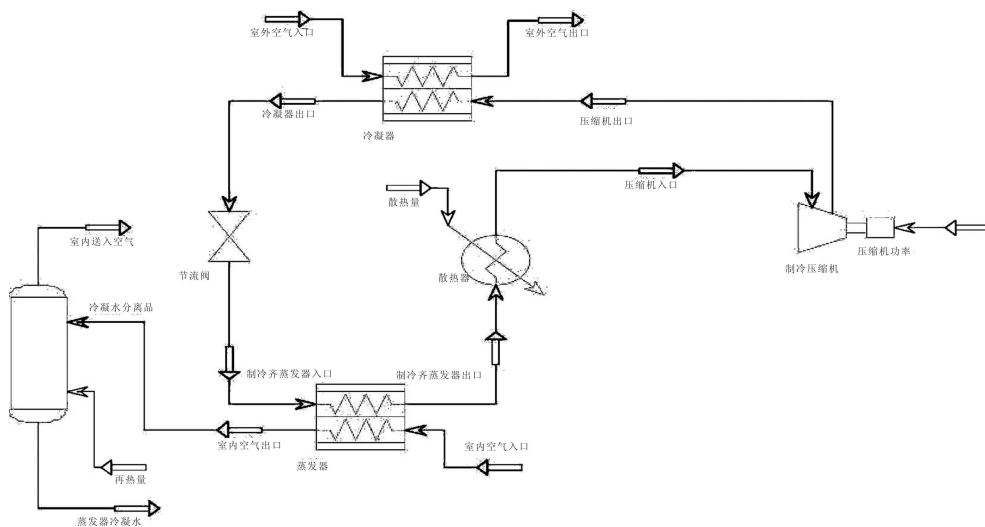 室外空气入口
室外空气出口
冷凝器出口
冷凝器
压缩机出口
散热量
压缩机入口
室内送入空气
节流阀
散热器
制冷压缩机
压缩机功率
冷凝水分离品
制冷齐蒸发器入口
制冷齐蒸发器出口
室内空气出口
室内空气入口
蒸发器
再热量
蒸发器冷凝水